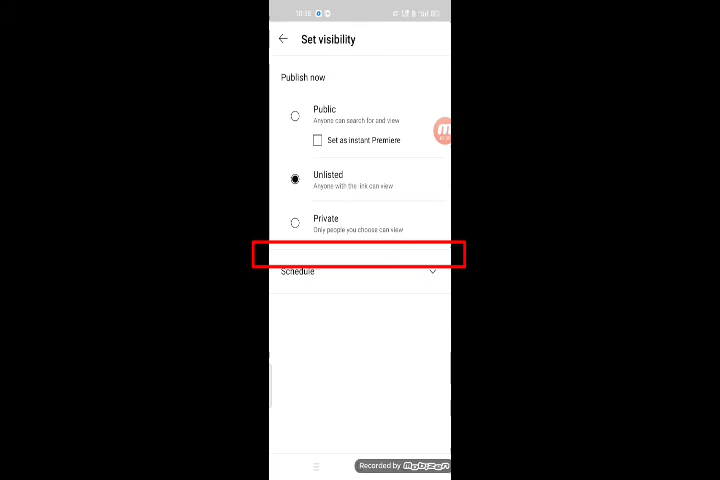 Set visibility
Publish now
Public
Anyone can search for and view
Set as instant Premiere
Unlisted
Anyone with the link can view
Private
Only people you choose can view
Schedule
Recorded by mobizen